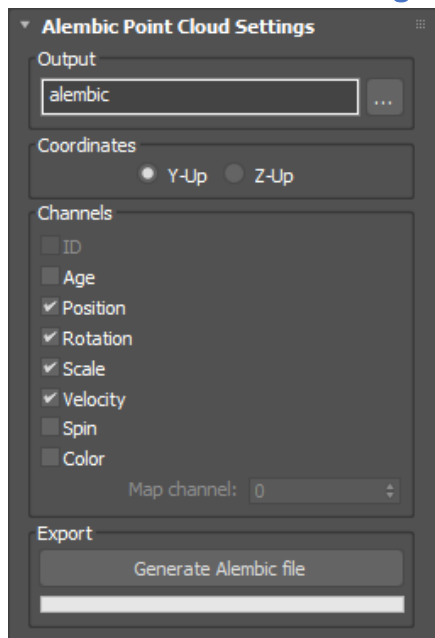 Alembic Point Cloud Settings
Output
alembic
...
Coordinates
Y-Up Z-Up
Channels
ID
Age
Position
Rotation
Scale
Velocity
Spin
Color
Map channel: 0
Export
Generate Alembic file